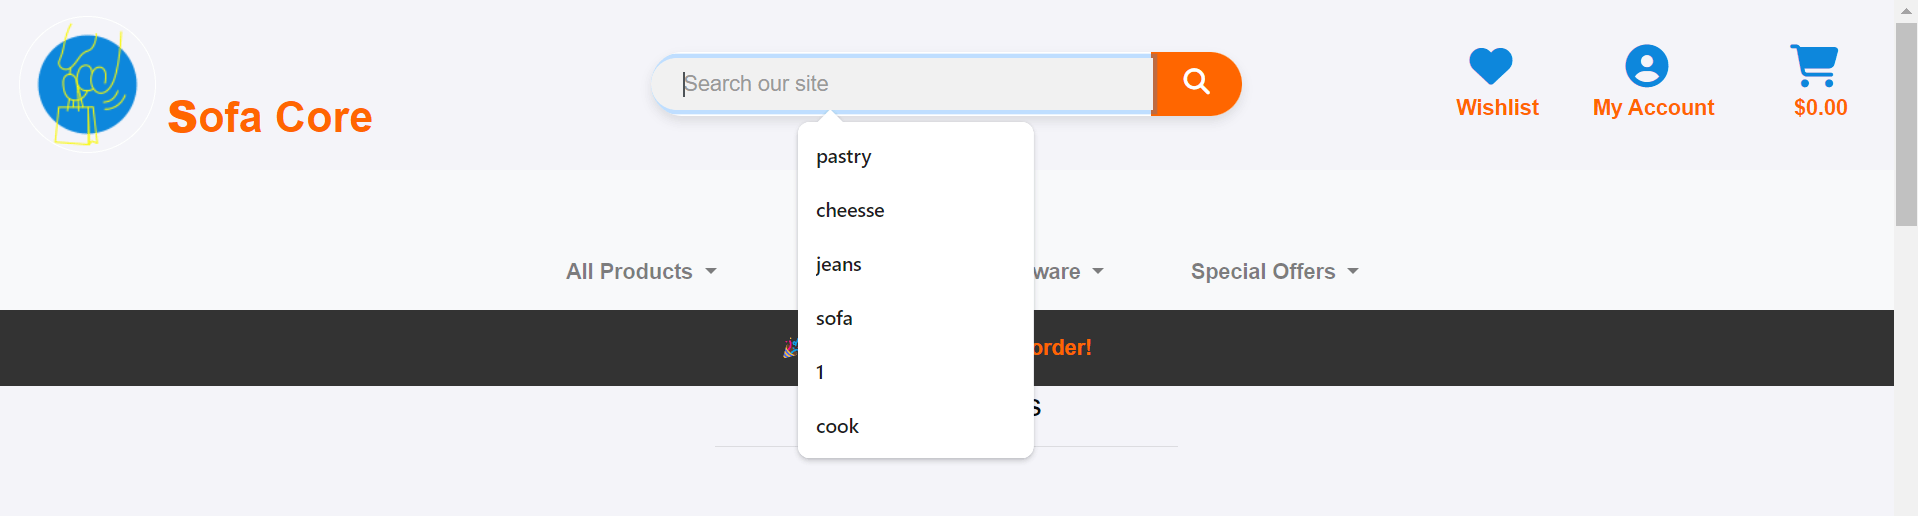 Sofa Core
Search our site
Wishlist
My Account
$0.00
pastry
cheesse
jeans
sofa
1
cook
All Products
ware
Special Offers
order!
s